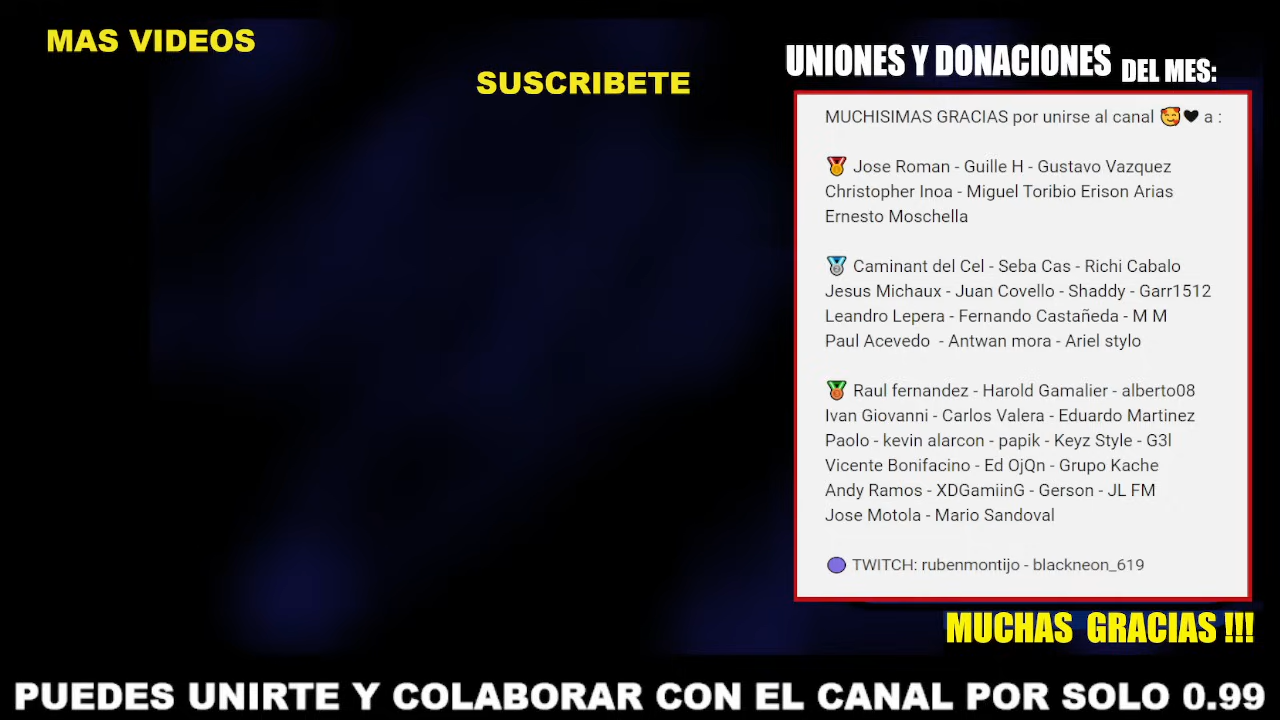 MAS VIDEOS
SUSCRIBETE
UNIONES Y DONACIONES DEL MES:
MUCHISIMAS GRACIAS por unirse al canal 🥰🖤 a :
🥇 Jose Roman - Guille H - Gustavo Vazquez
Christopher Inoa - Miguel Toribio Erison Arias
Ernesto Moschella
🥈 Caminant del Cel - Seba Cas - Richi Cabalo
Jesus Michaux - Juan Covello - Shaddy - Garr1512
Leandro Lepera - Fernando Castañeda - M M
Paul Acevedo - Antwan mora - Ariel stylo
🥉 Raul fernandez - Harold Gamalier - alberto08
Ivan Giovanni - Carlos Valera - Eduardo Martinez
Paolo - kevin alarcon - papik - Keyz Style - G3l
Vicente Bonifacino - Ed OjQn - Grupo Kache
Andy Ramos - XDGamiinG - Gerson - JL FM
Jose Motola - Mario Sandoval
🟣 TWITCH: rubenmontijo - blackneon_619
MUCHAS GRACIAS !!!
PUEDES UNIRTE Y COLABORAR CON EL CANAL POR SOLO 0.99